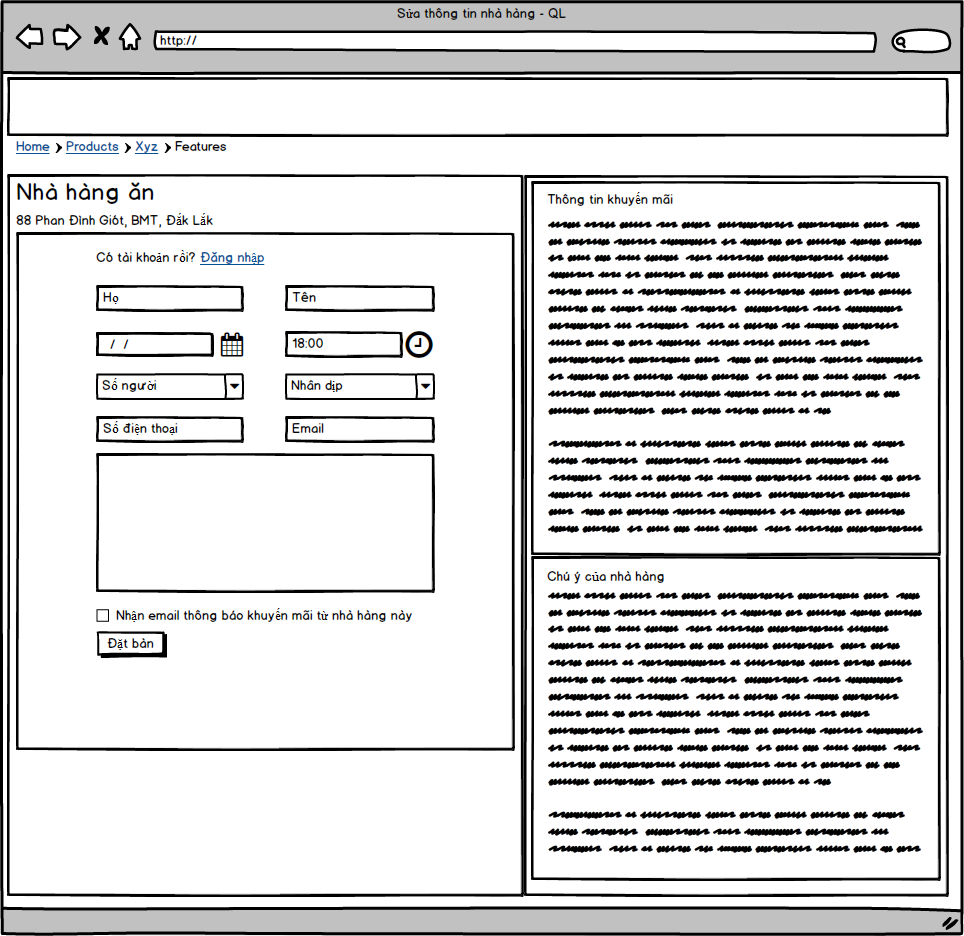 Sửa thông tin nhà hàng - QL
http://
Home Products Xyz Features
Nhà hàng ăn
88 Phan Đình Giót, BMT, Đắk Lắk
Có tài khoản rồi? Đăng nhập
Họ Tên
/ / 18:00
Số người Nhân dịp
Số điện thoại Email
Nhận email thông báo khuyến mãi từ nhà hàng này
Đặt bàn
Thông tin khuyến mãi
Chú ý của nhà hàng